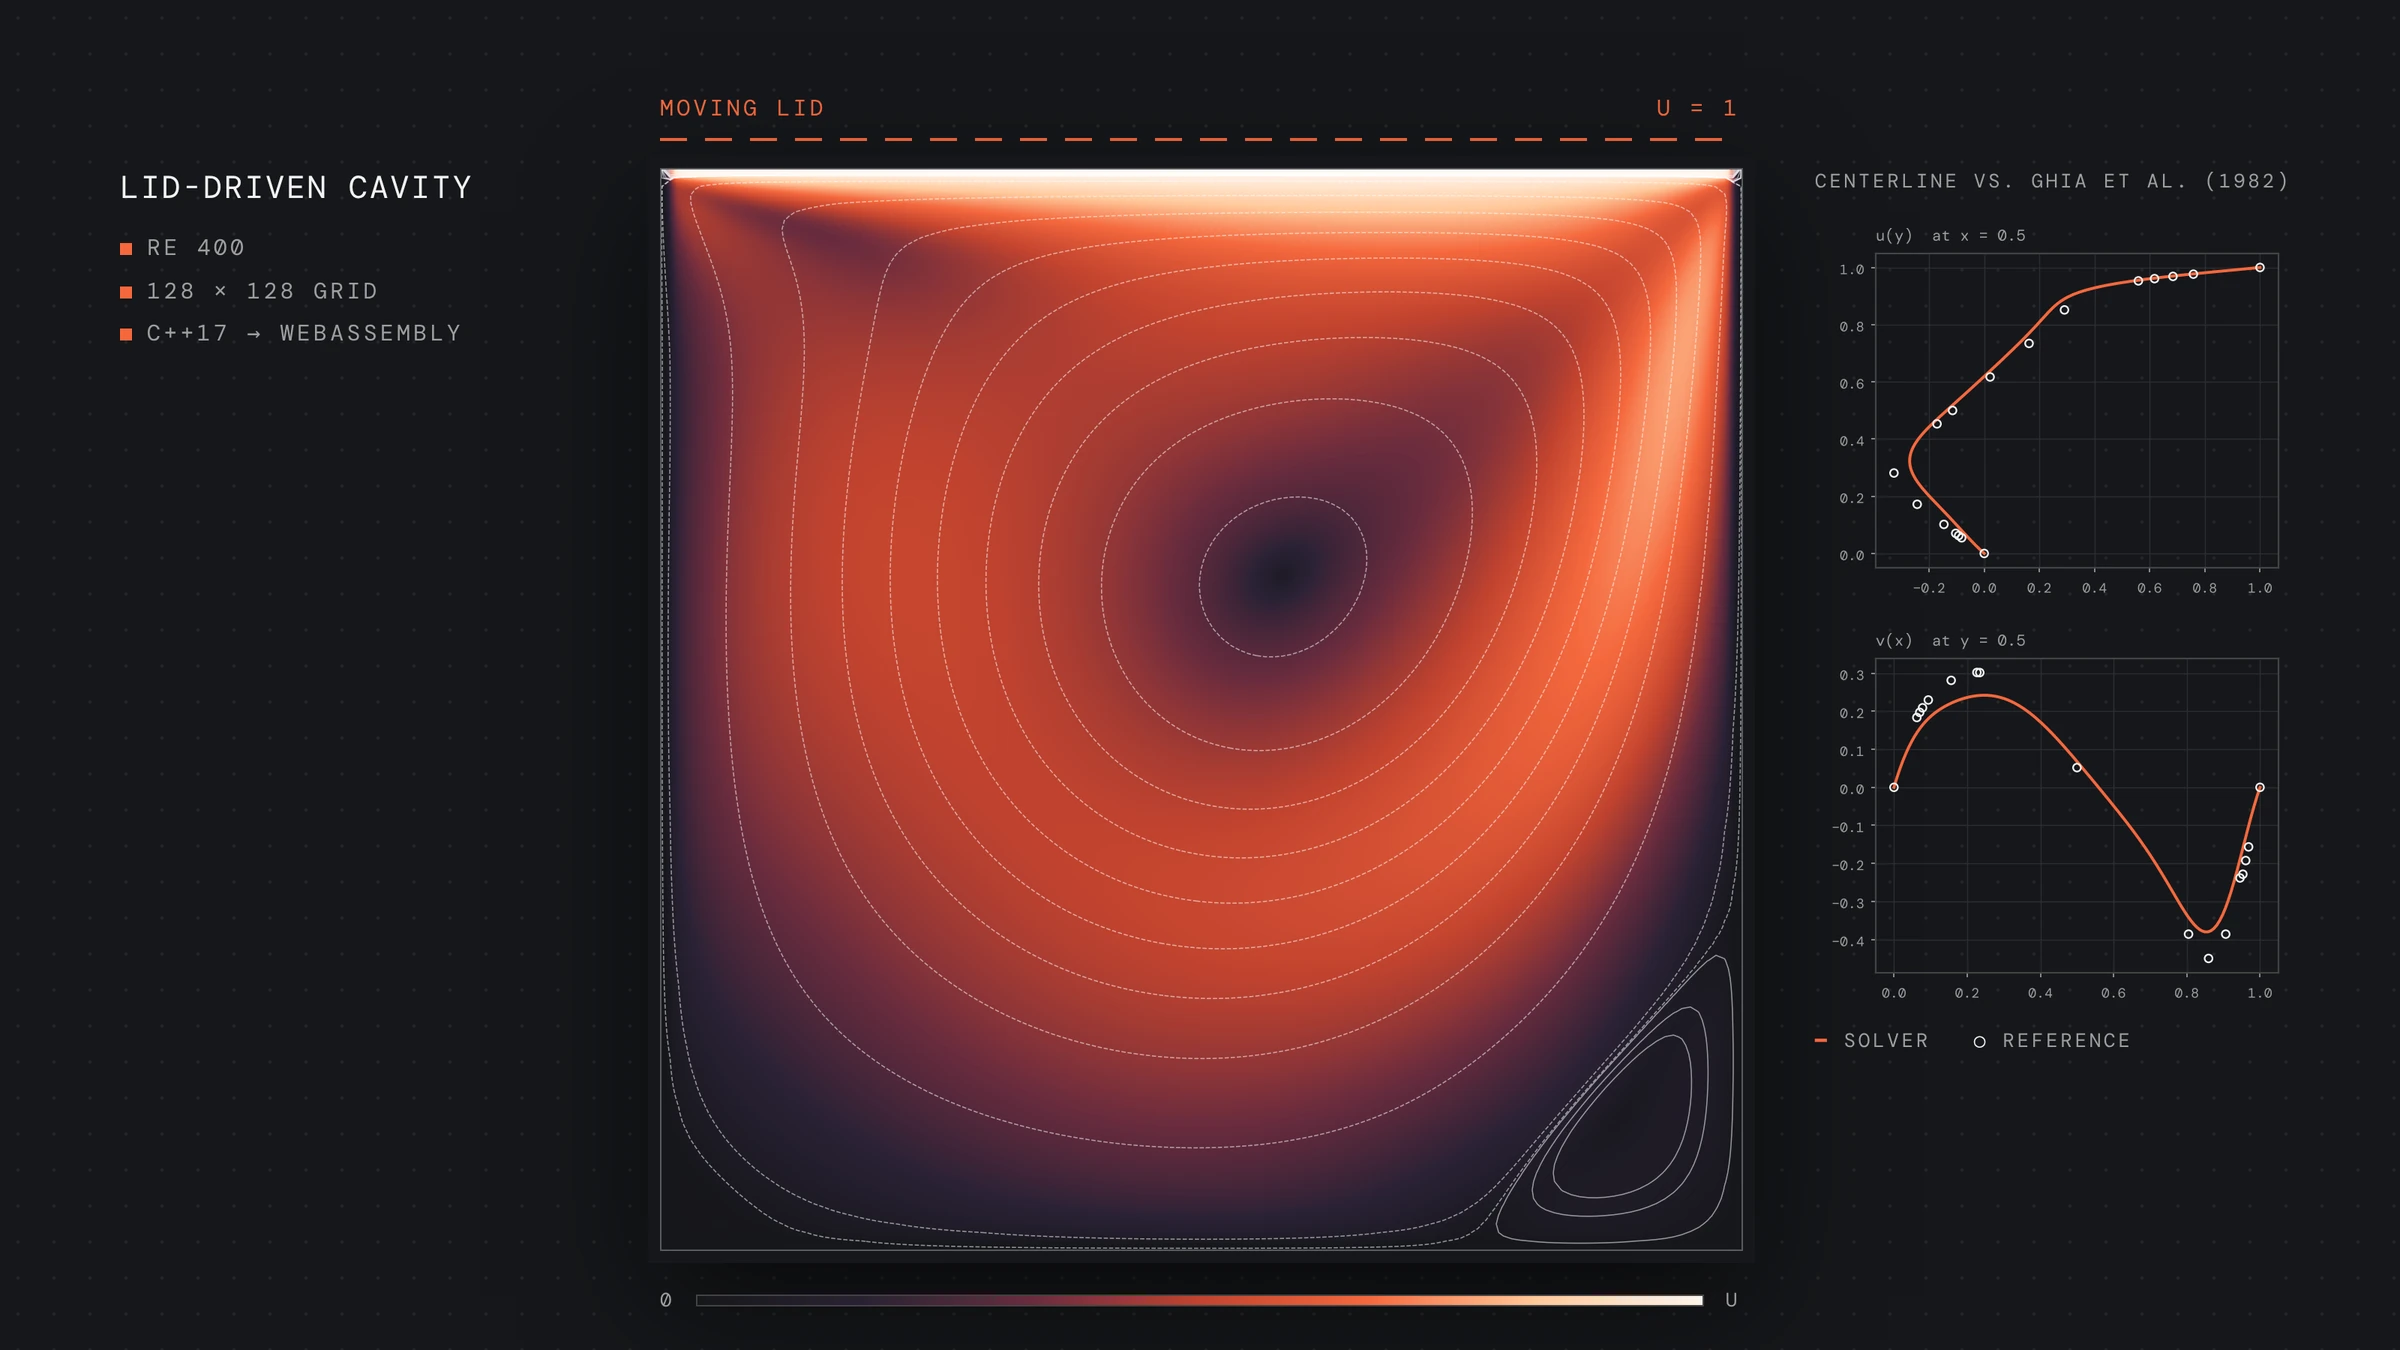 MOVING LID U = 1
LID-DRIVEN CAVITY
RE 400
128 × 128 GRID
C++17 → WEBASSEMBLY
CENTERLINE VS. GHIA ET AL. (1982)
u(y) at x = 0.5
1.0
0.8
0.6
0.4
0.2
0.0
-0.2 0.0 0.2 0.4 0.6 0.8 1.0
v(x) at y = 0.5
0.3
0.2
0.1
0.0
-0.1
-0.2
-0.3
-0.4
0.0 0.2 0.4 0.6 0.8 1.0
SOLVER REFERENCE
0 U